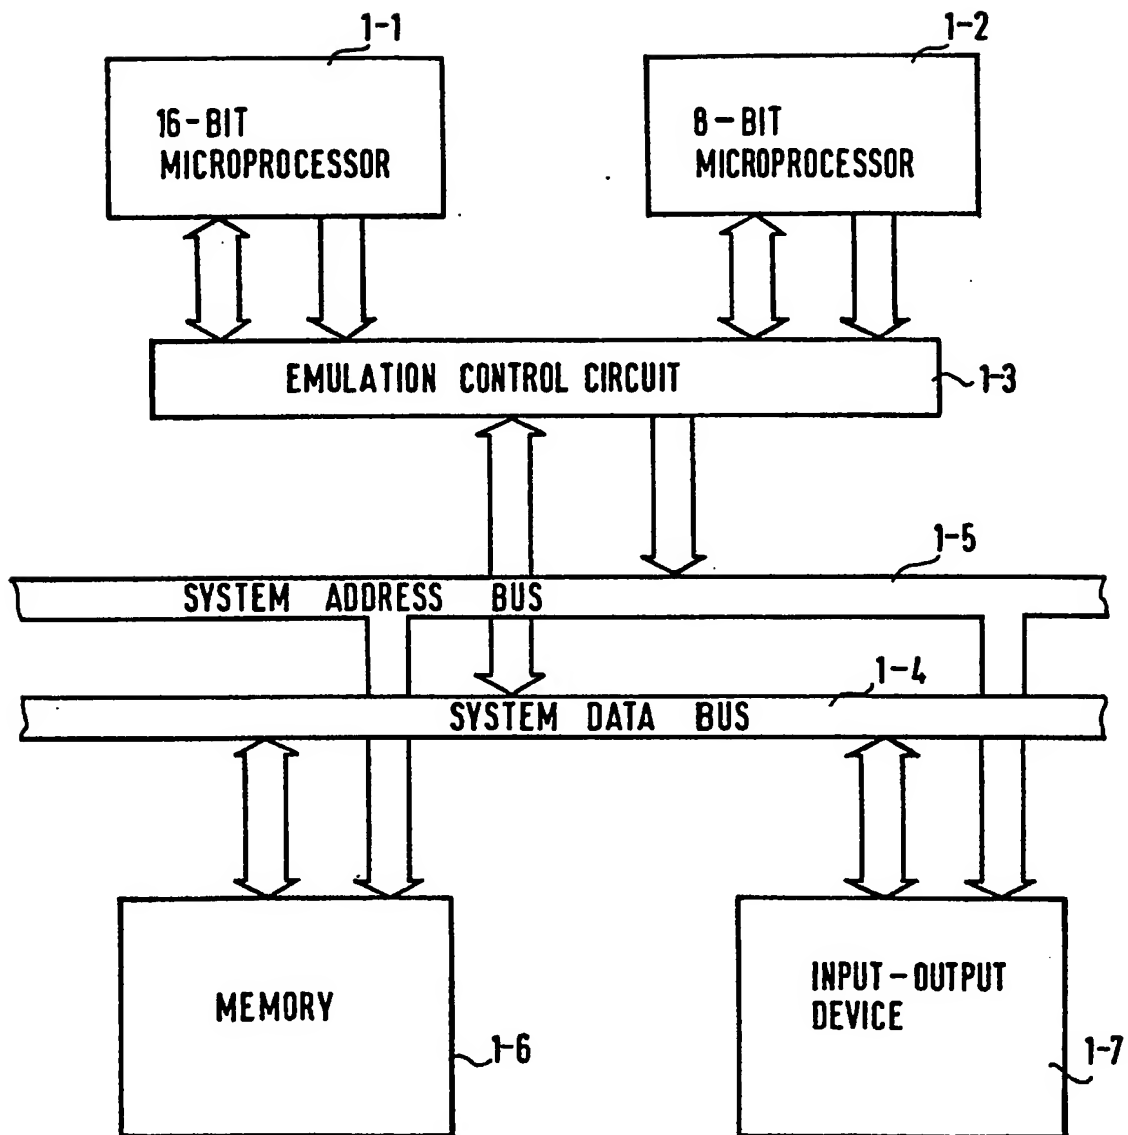 1-1
1-2
16-BIT
MICROPROCESSOR
8-BIT
MICROPROCESSOR
EMULATION CONTROL CIRCUIT
1-3
1-5
SYSTEM ADDRESS BUS
1-4
SYSTEM DATA BUS
MEMORY
INPUT-OUTPUT
DEVICE
1-6
1-7